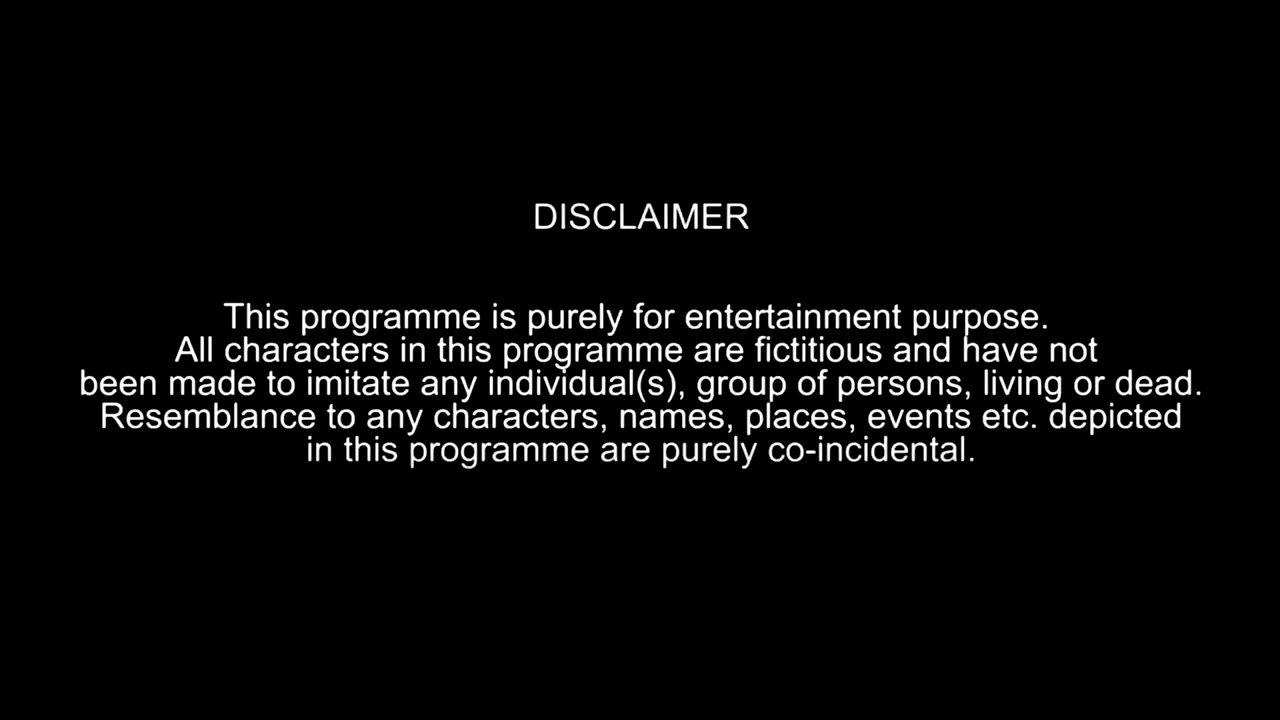 DISCLAIMER
This programme is purely for entertainment purpose.
All characters in this programme are fictitious and have not
been made to imitate any individual(s), group of persons, living or dead.
Resemblance to any characters, names, places, events etc. depicted
in this programme are purely co-incidental.